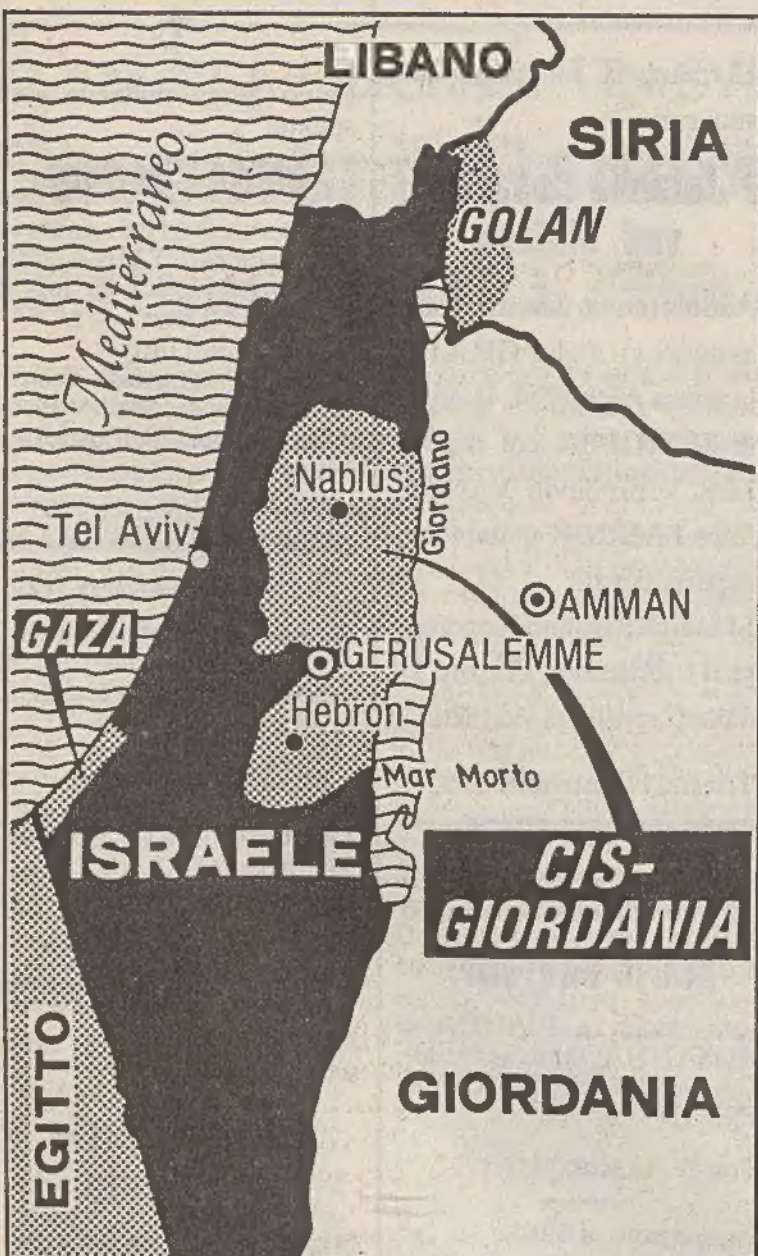 LIBANO
SIRIA
GOLAN
Mediterraneo
Nablus
Giordano
Tel Aviv
AMMAN
GAZA
GERUSALEMME
Hebron
Mar Morto
ISRAELE
CIS-
GIORDANIA
EGITTO
GIORDANIA